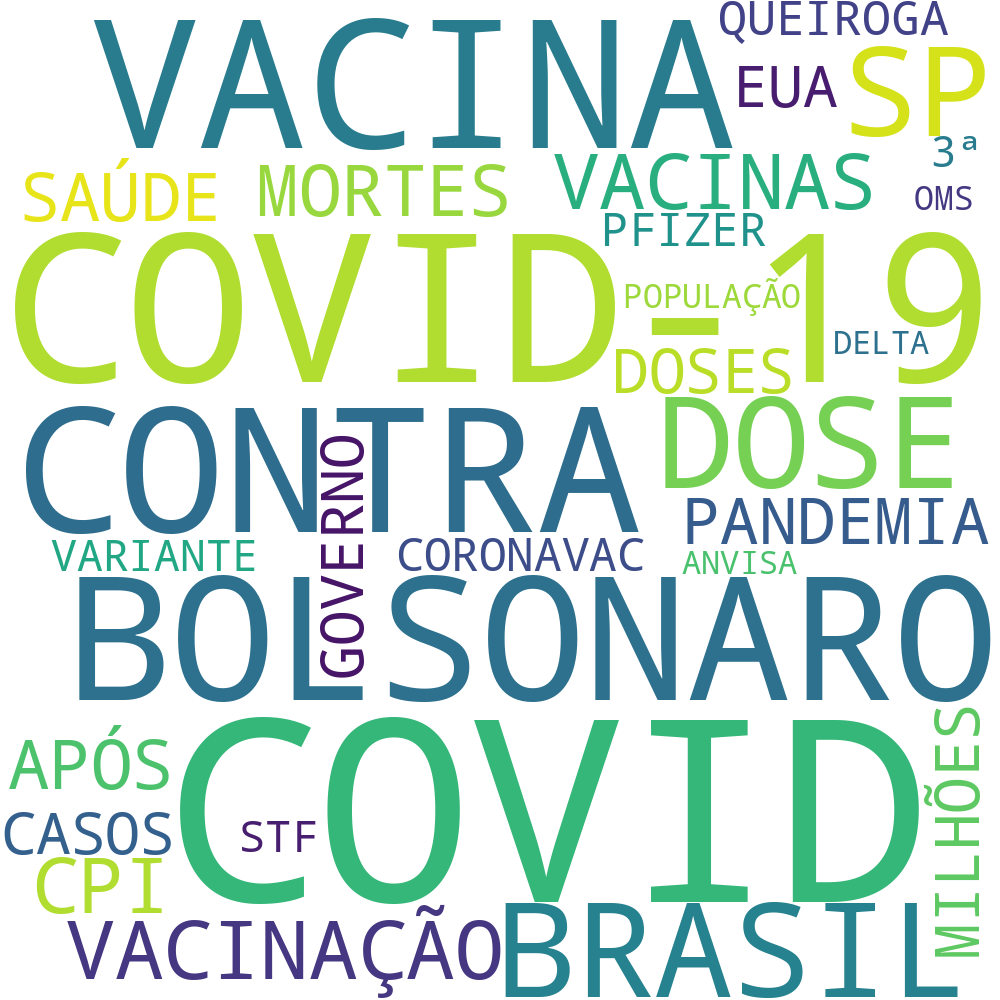 QUEIROGA
VACINA
EUA
SP
3ª
SAÚDE
MORTES
VACINAS
OMS
PFIZER
COVID-19
POPULAÇÃO
DELTA
DOSES
DOSE
CONTRA
GOVERNO
PANDEMIA
VARIANTE
CORONAVAC
ANVISA
BOLSONARO
COVID
MILHÕES
APÓS
CASOS
STF
CPI
VACINAÇÃO
BRASIL